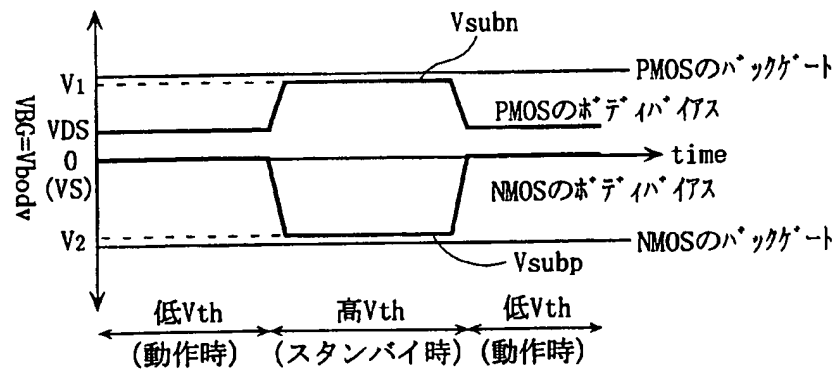 Vsubn
V1
PMOSのバックゲート
PMOSのボディバイアス
VDS
0
(VS)
time
NMOSのボディバイアス
V2
NMOSのバックゲート
Vsubp
VBG=Vbody
低Vth
高Vth
低Vth
(動作時)
(スタンバイ時)
(動作時)